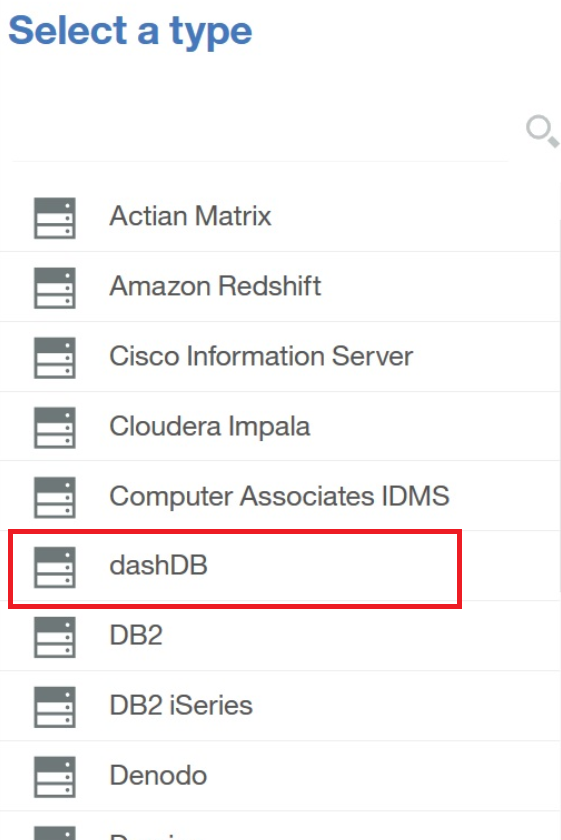 Select a type
Actian Matrix
Amazon Redshift
Cisco Information Server
Cloudera Impala
Computer Associates IDMS
dashDB
DB2
DB2 iSeries
Denodo